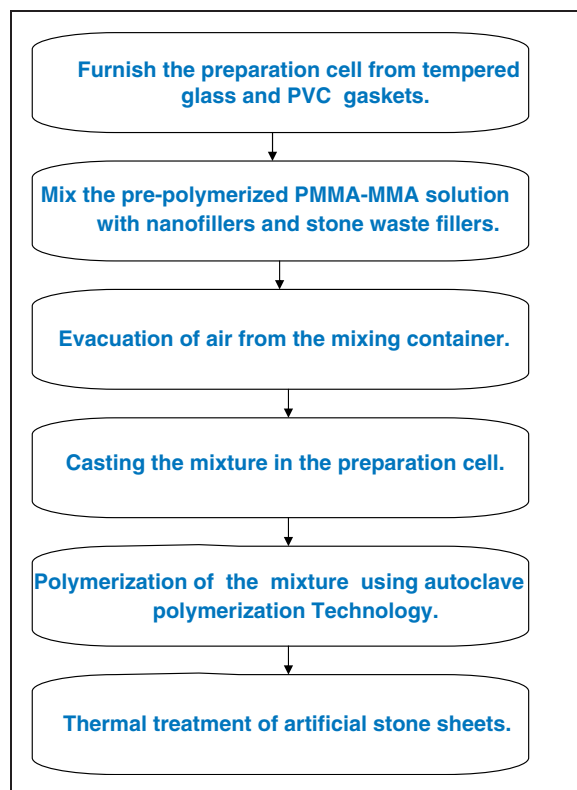 Furnish the preparation cell from tempered
glass and PVC gaskets.
Mix the pre-polymerized PMMA-MMA solution
with nanofillers and stone waste fillers.
Evacuation of air from the mixing container.
Casting the mixture in the preparation cell.
Polymerization of the mixture using autoclave
polymerization Technology.
Thermal treatment of artificial stone sheets.